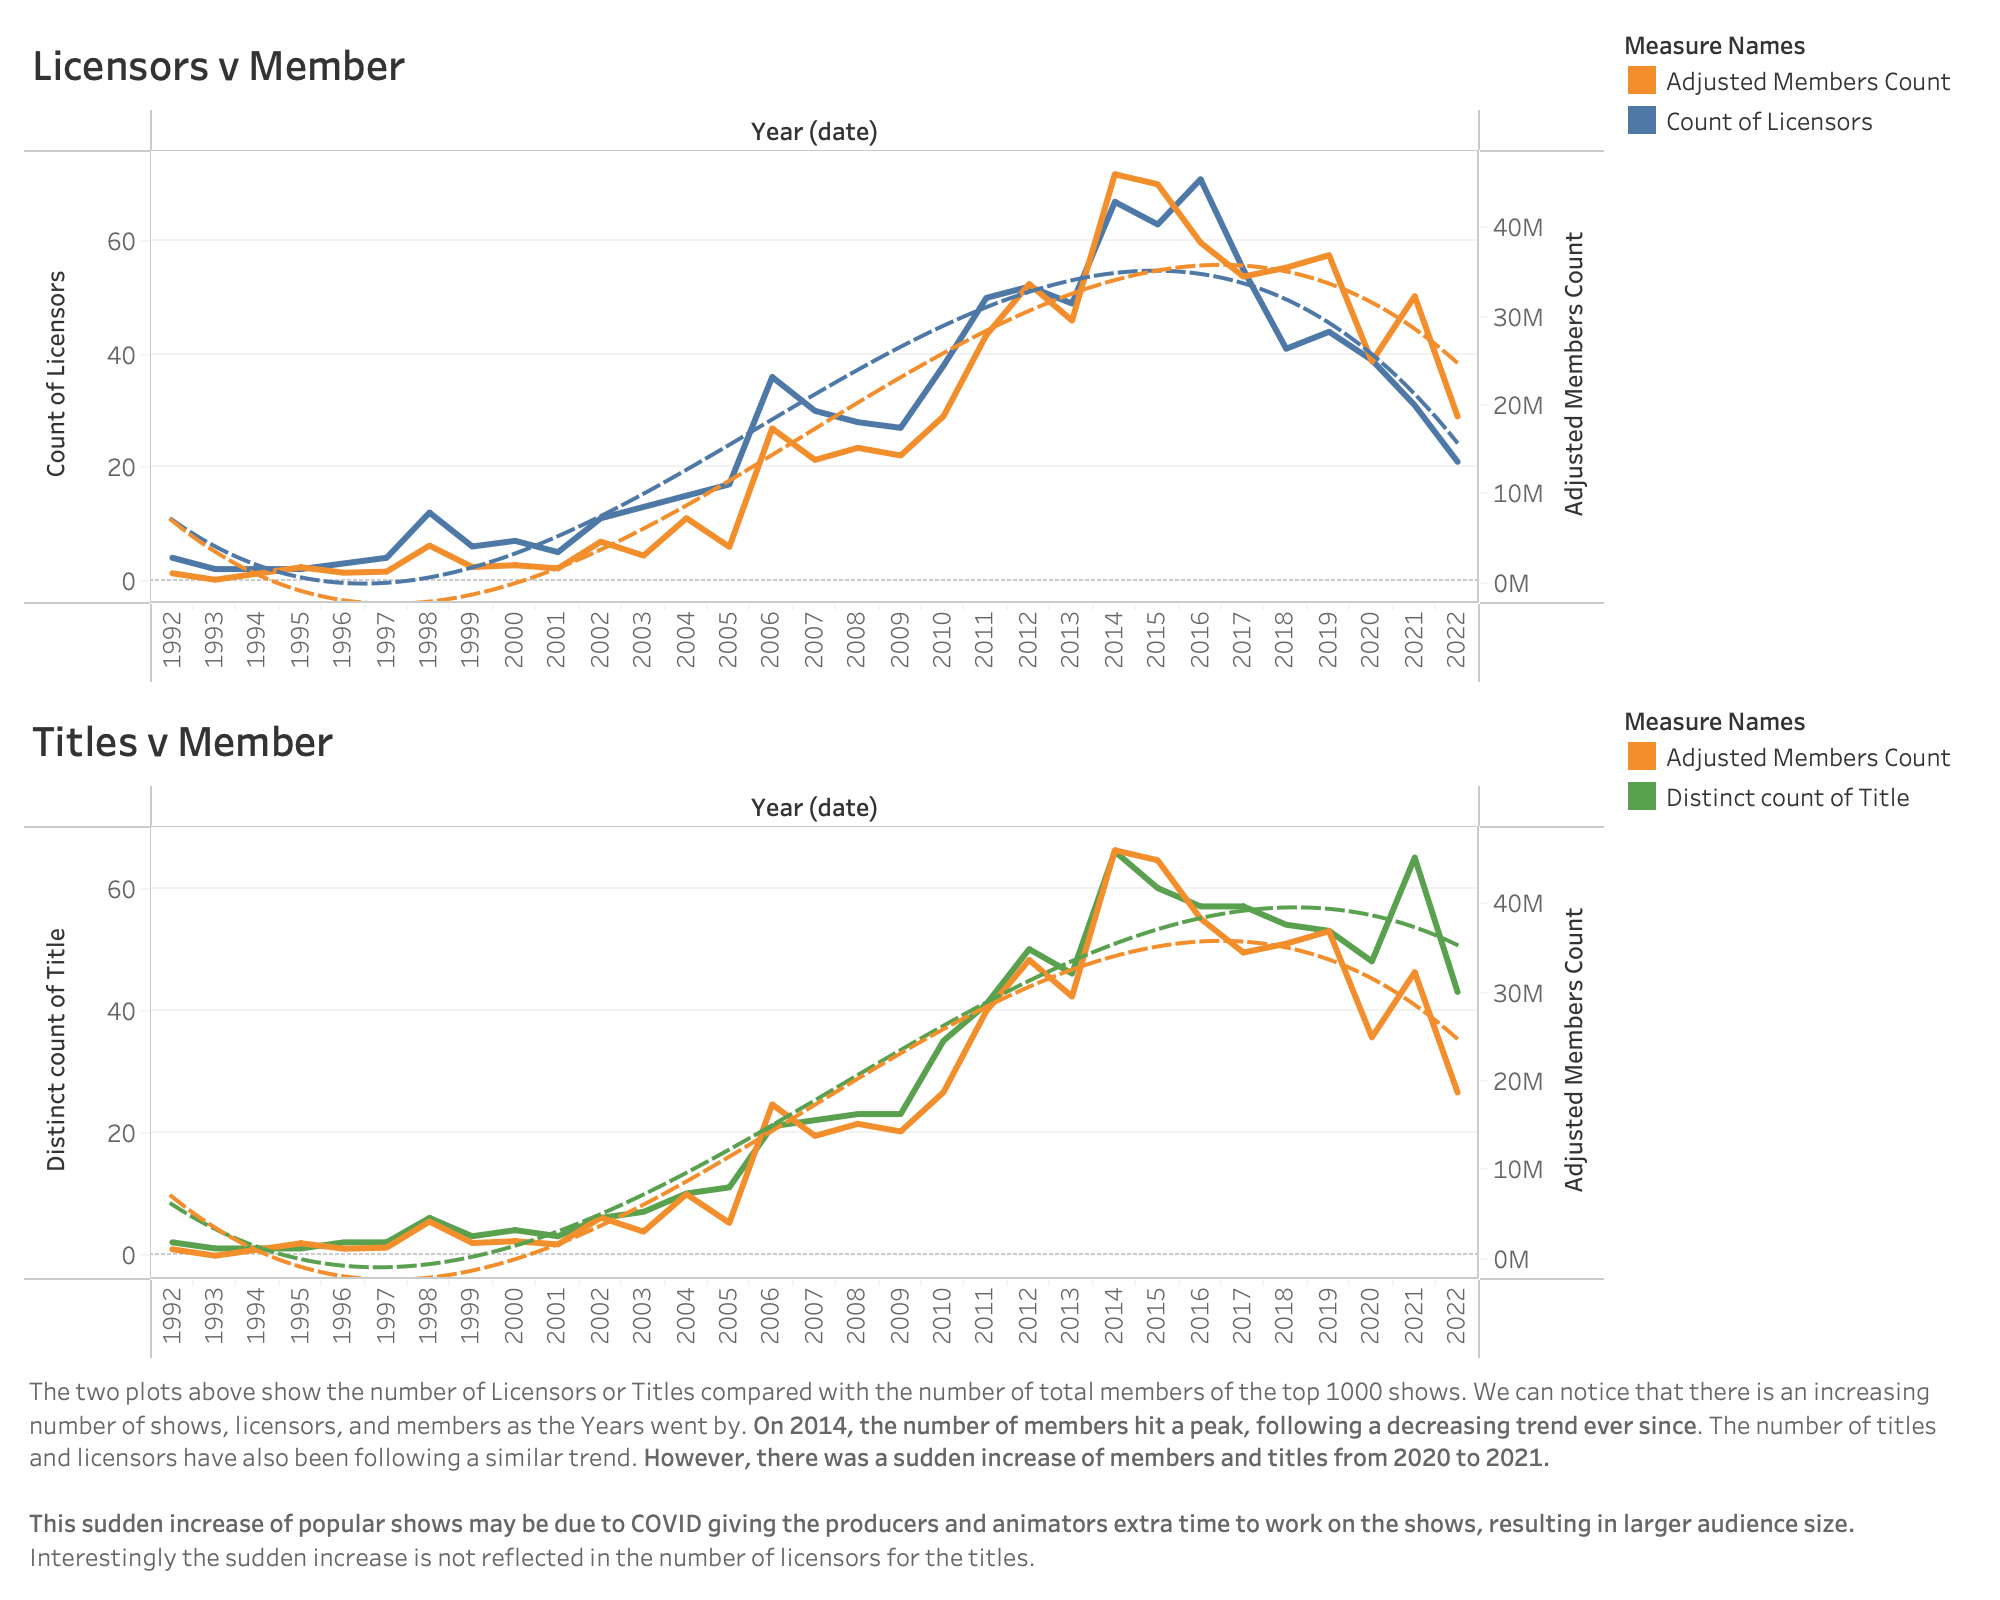 Licensors v Member
Measure Names
Adjusted Members Count
Count of Licensors
Year (date)
Count of Licensors
60
40
20
0
40M
30M
20M
10M
0M
Adjusted Members Count
1992 1993 1994 1995 1996 1997 1998 1999 2000 2001 2002 2003 2004 2005 2006 2007 2008 2009 2010 2011 2012 2013 2014 2015 2016 2017 2018 2019 2020 2021 2022
Titles v Member
Measure Names
Adjusted Members Count
Distinct count of Title
Year (date)
Distinct count of Title
60
40
20
0
40M
30M
20M
10M
0M
Adjusted Members Count
1992 1993 1994 1995 1996 1997 1998 1999 2000 2001 2002 2003 2004 2005 2006 2007 2008 2009 2010 2011 2012 2013 2014 2015 2016 2017 2018 2019 2020 2021 2022
The two plots above show the number of Licensors or Titles compared with the number of total members of the top 1000 shows. We can notice that there is an increasing
number of shows, licensors, and members as the Years went by. On 2014, the number of members hit a peak, following a decreasing trend ever since. The number of titles
and licensors have also been following a similar trend. However, there was a sudden increase of members and titles from 2020 to 2021.
This sudden increase of popular shows may be due to COVID giving the producers and animators extra time to work on the shows, resulting in larger audience size.
Interestingly the sudden increase is not reflected in the number of licensors for the titles.